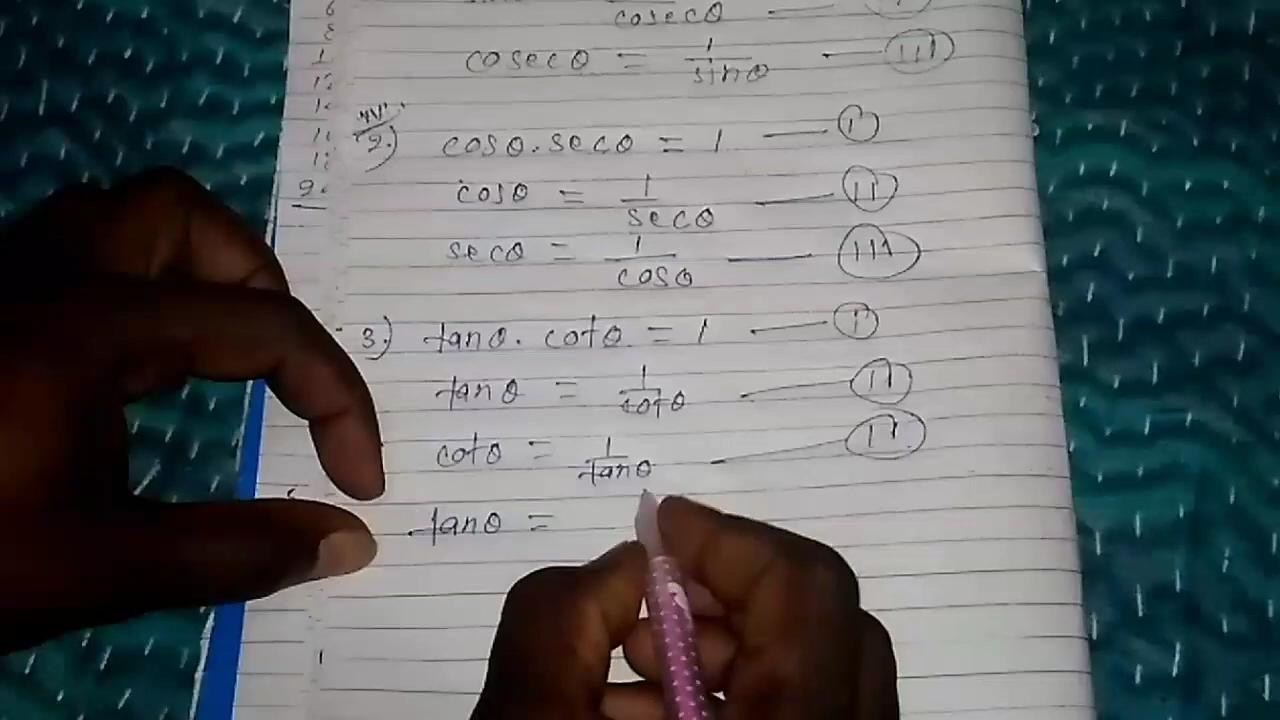 cosecθ
cosecθ = 1/sinθ — (III)
2.) cosθ.secθ = 1 — (I)
cosθ = 1/secθ — (II)
secθ = 1/cosθ — (III)
3.) tanθ. cotθ = 1 — (I)
tanθ = 1/cotθ — (II)
cotθ = 1/tanθ — (II)
tanθ =